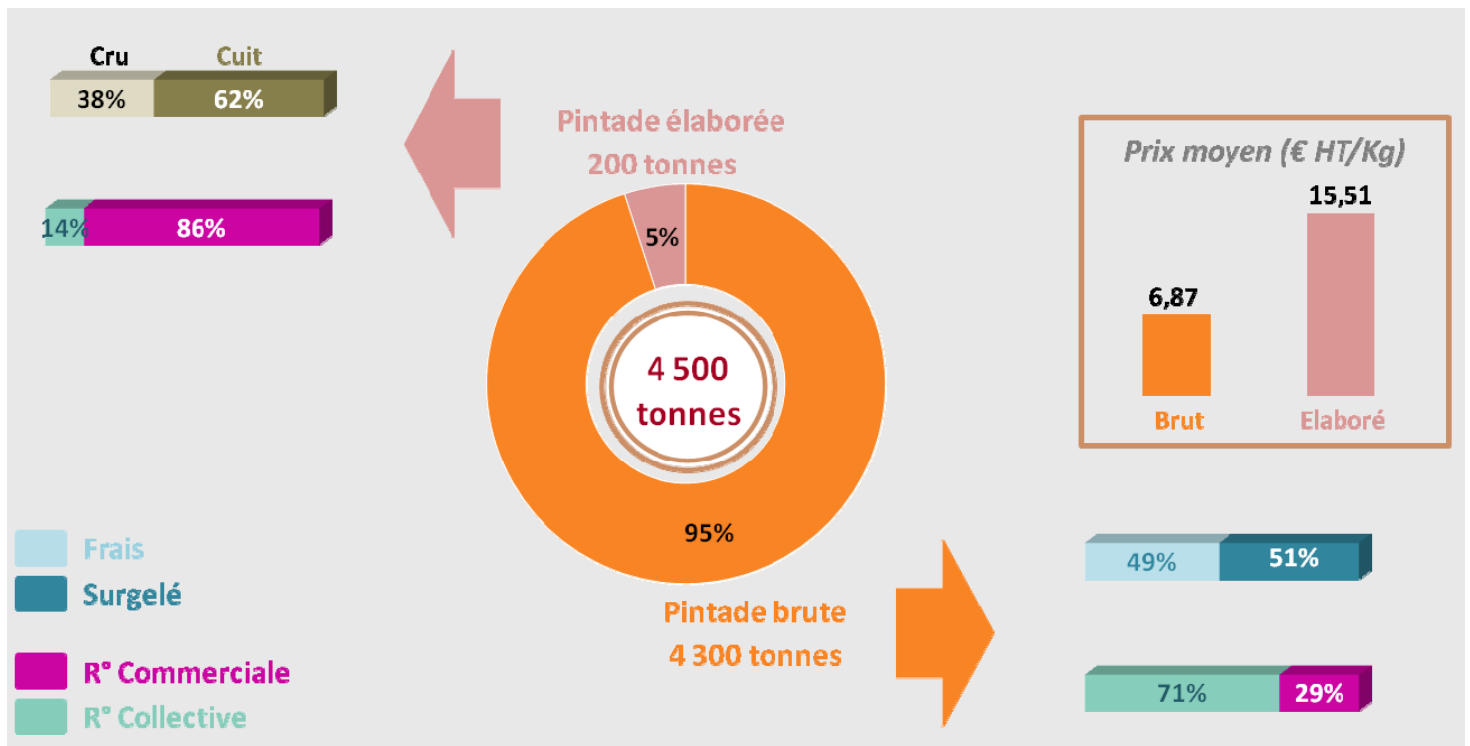 Cru Cuit
38% 62%
14% 86%
Pintade élaborée
200 tonnes
5%
4 500
tonnes
95%
Pintade brute
4 300 tonnes
Prix moyen (€ HT/Kg)
15,51
6,87
Brut Elaboré
Frais
Surgelé
R° Commerciale
R° Collective
49% 51%
71% 29%